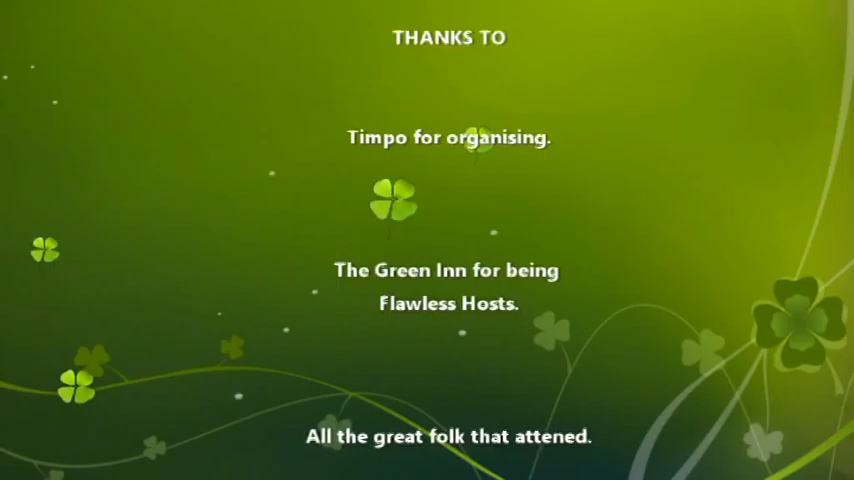 THANKS TO
Timpo for organising.
The Green Inn for being
Flawless Hosts.
All the great folk that attened.